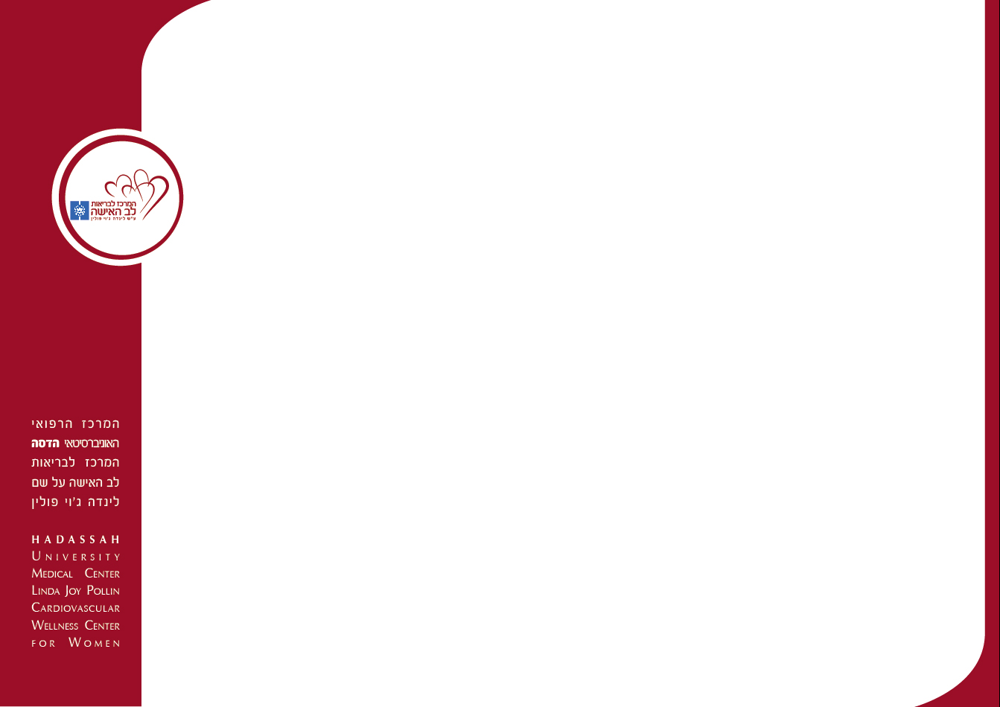 המרכז לבריאות
לב האישה
ע"ש לינדה ג'וי פולין
המרכז הרפואי
האוניברסיטאי הדסה
המרכז לבריאות
לב האישה על שם
לינדה ג'וי פולין
HADASSAH
UNIVERSITY
MEDICAL CENTER
LINDA JOY POLLIN
CARDIOVASCULAR
WELLNESS CENTER
FOR WOMEN